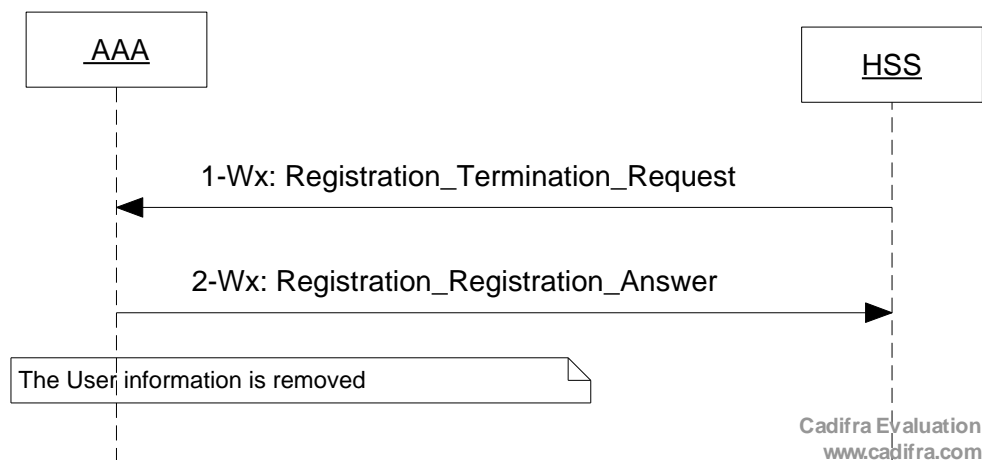 AAA
HSS
1-Wx: Registration_Termination_Request
2-Wx: Registration_Registration_Answer
The User information is removed
Cadifra Evaluation
www.cadifra.com